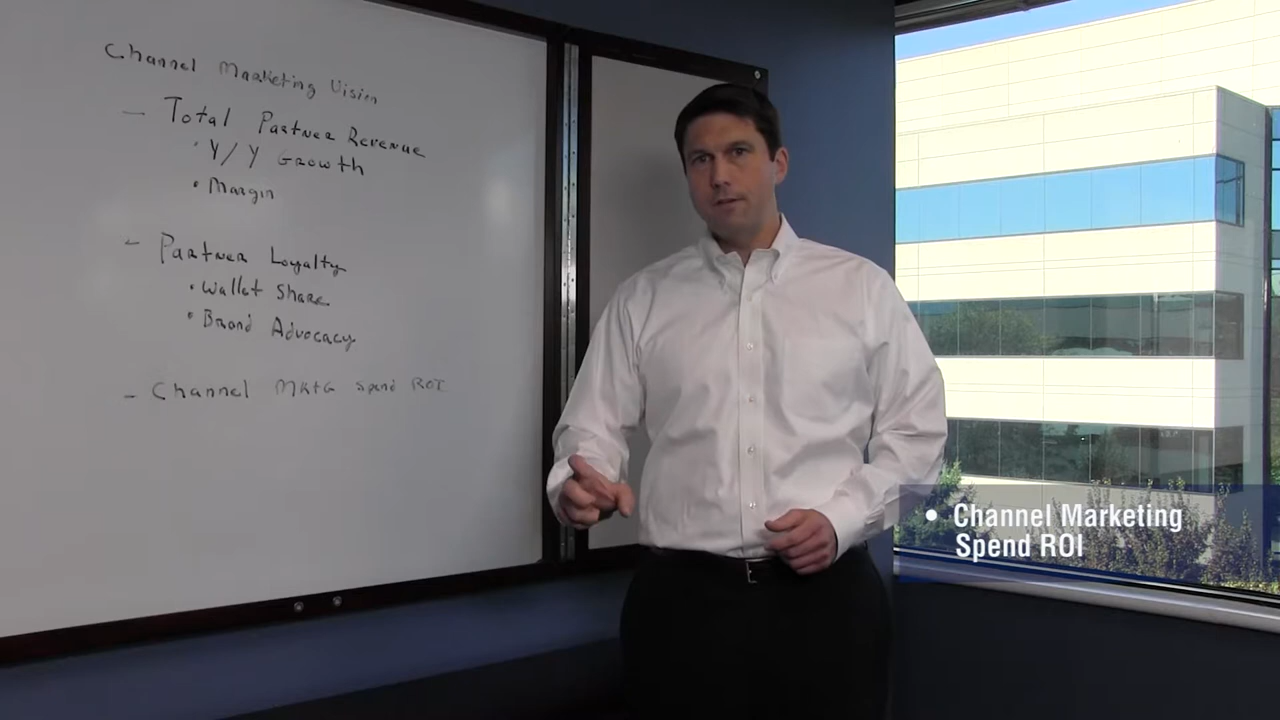 Channel Marketing Vision
- Total Partner Revenue
• Y/Y Growth
• Margin
- Partner Loyalty
• Wallet Share
• Brand Advocacy
- Channel MKTG Spend ROI
• Channel Marketing
Spend ROI